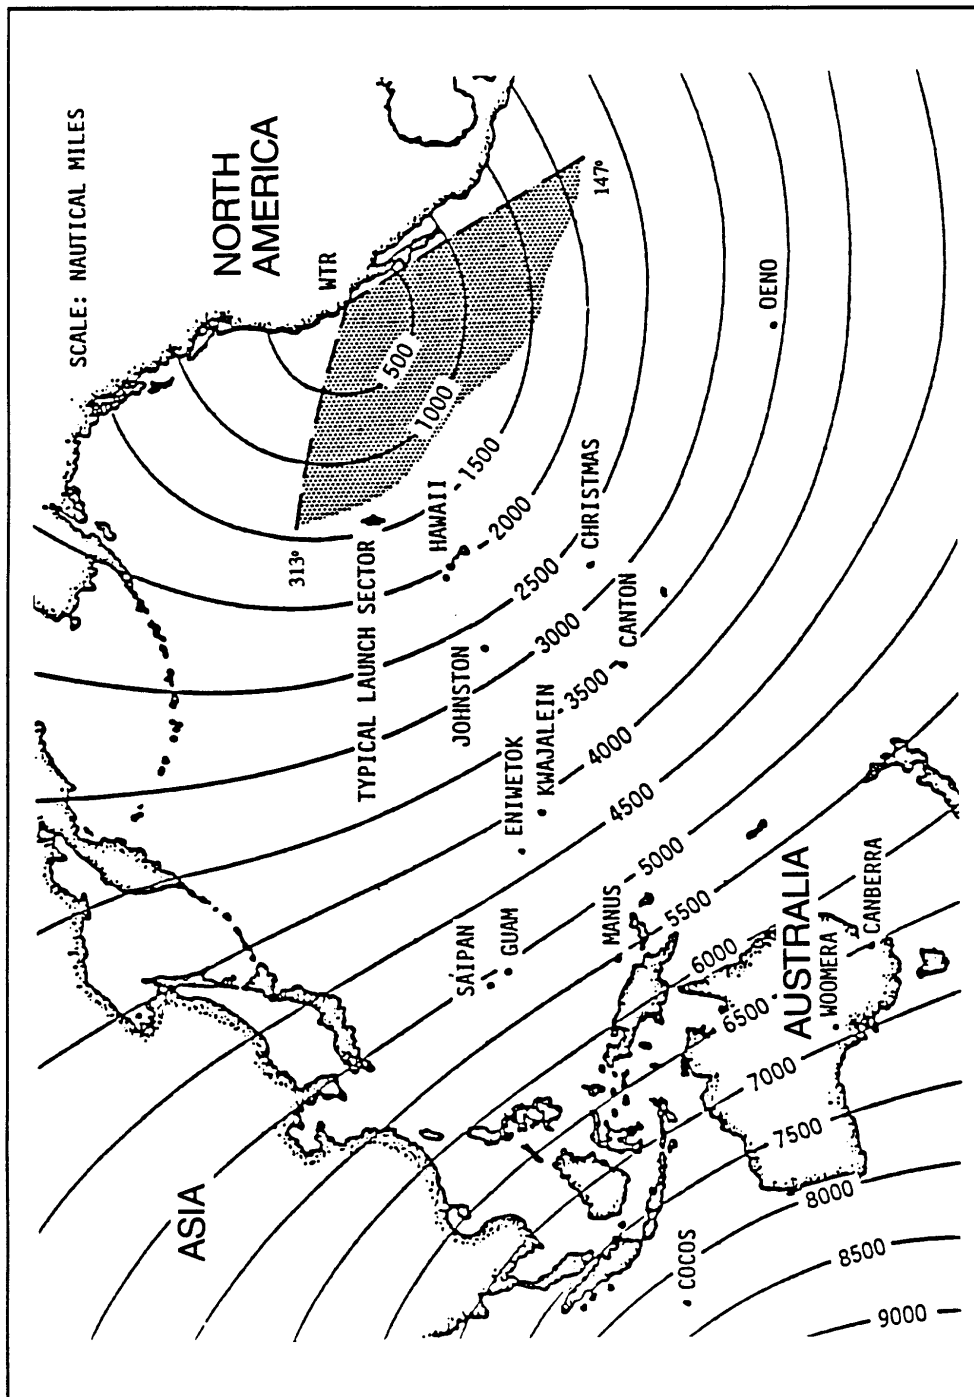 SCALE: NAUTICAL MILES
NORTH
AMERICA
WTR
147°
313°
500
1000
1500
2000
2500
3000
3500
4000
4500
5000
5500
6000
6500
7000
7500
8000
8500
9000
TYPICAL LAUNCH SECTOR
HAWAII
JOHNSTON
CHRISTMAS
OENO
CANTON
ENIWETOK
KWAJALEIN
SAIPAN
GUAM
MANUS
ASIA
AUSTRALIA
WOOMERA
CANBERRA
COCOS